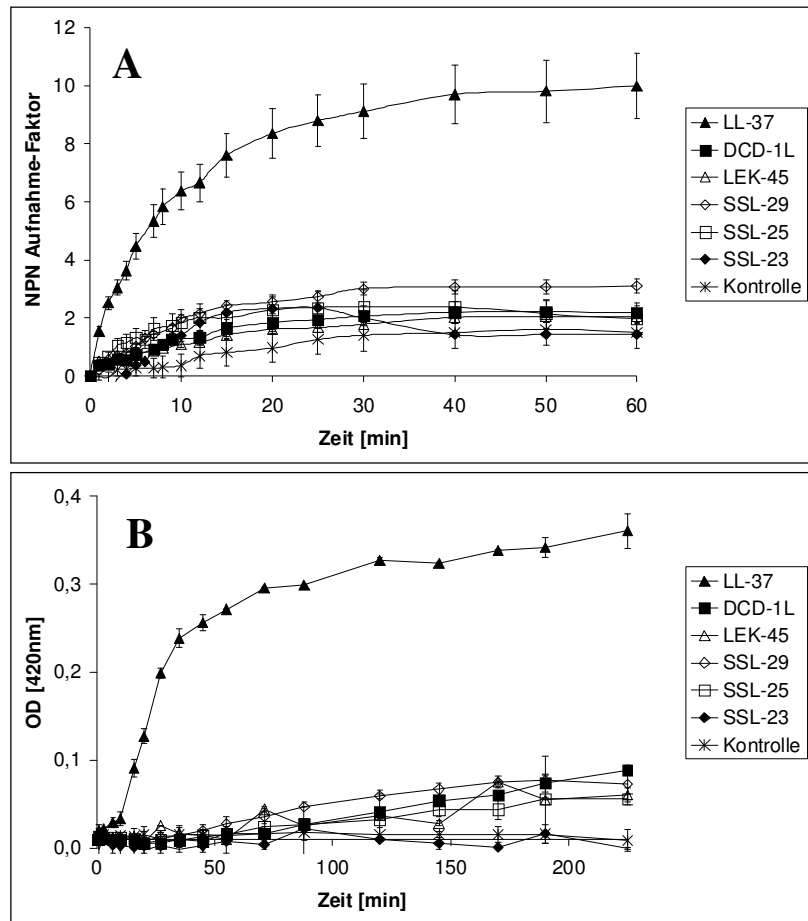 A
12
10
8
6
4
2
0
NPN Aufnahme-Faktor
0 10 20 30 40 50 60
Zeit [min]
LL-37
DCD-1L
LEK-45
SSL-29
SSL-25
SSL-23
Kontrolle
B
0,4
0,3
0,2
0,1
0,0
OD [420nm]
0 50 100 150 200
Zeit [min]
LL-37
DCD-1L
LEK-45
SSL-29
SSL-25
SSL-23
Kontrolle